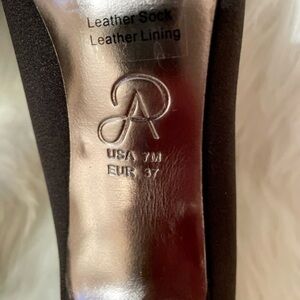 Leather Sock
Leather Lining
USA 7M
EUR 37